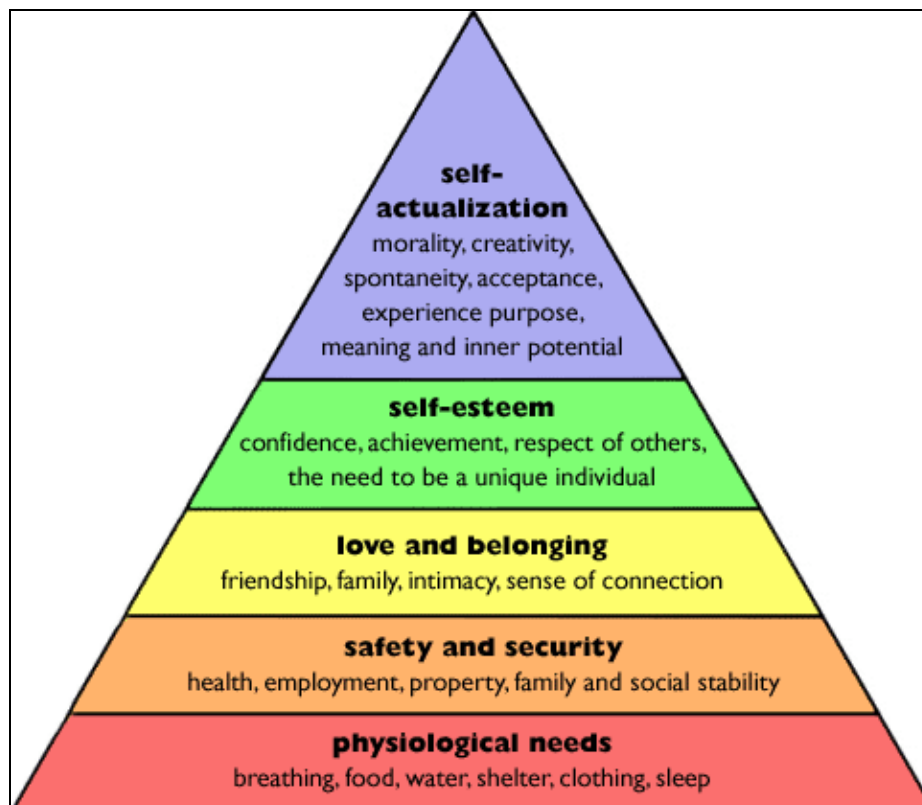 self-
actualization
morality, creativity,
spontaneity, acceptance,
experience purpose,
meaning and inner potential
self-esteem
confidence, achievement, respect of others,
the need to be a unique individual
love and belonging
friendship, family, intimacy, sense of connection
safety and security
health, employment, property, family and social stability
physiological needs
breathing, food, water, shelter, clothing, sleep